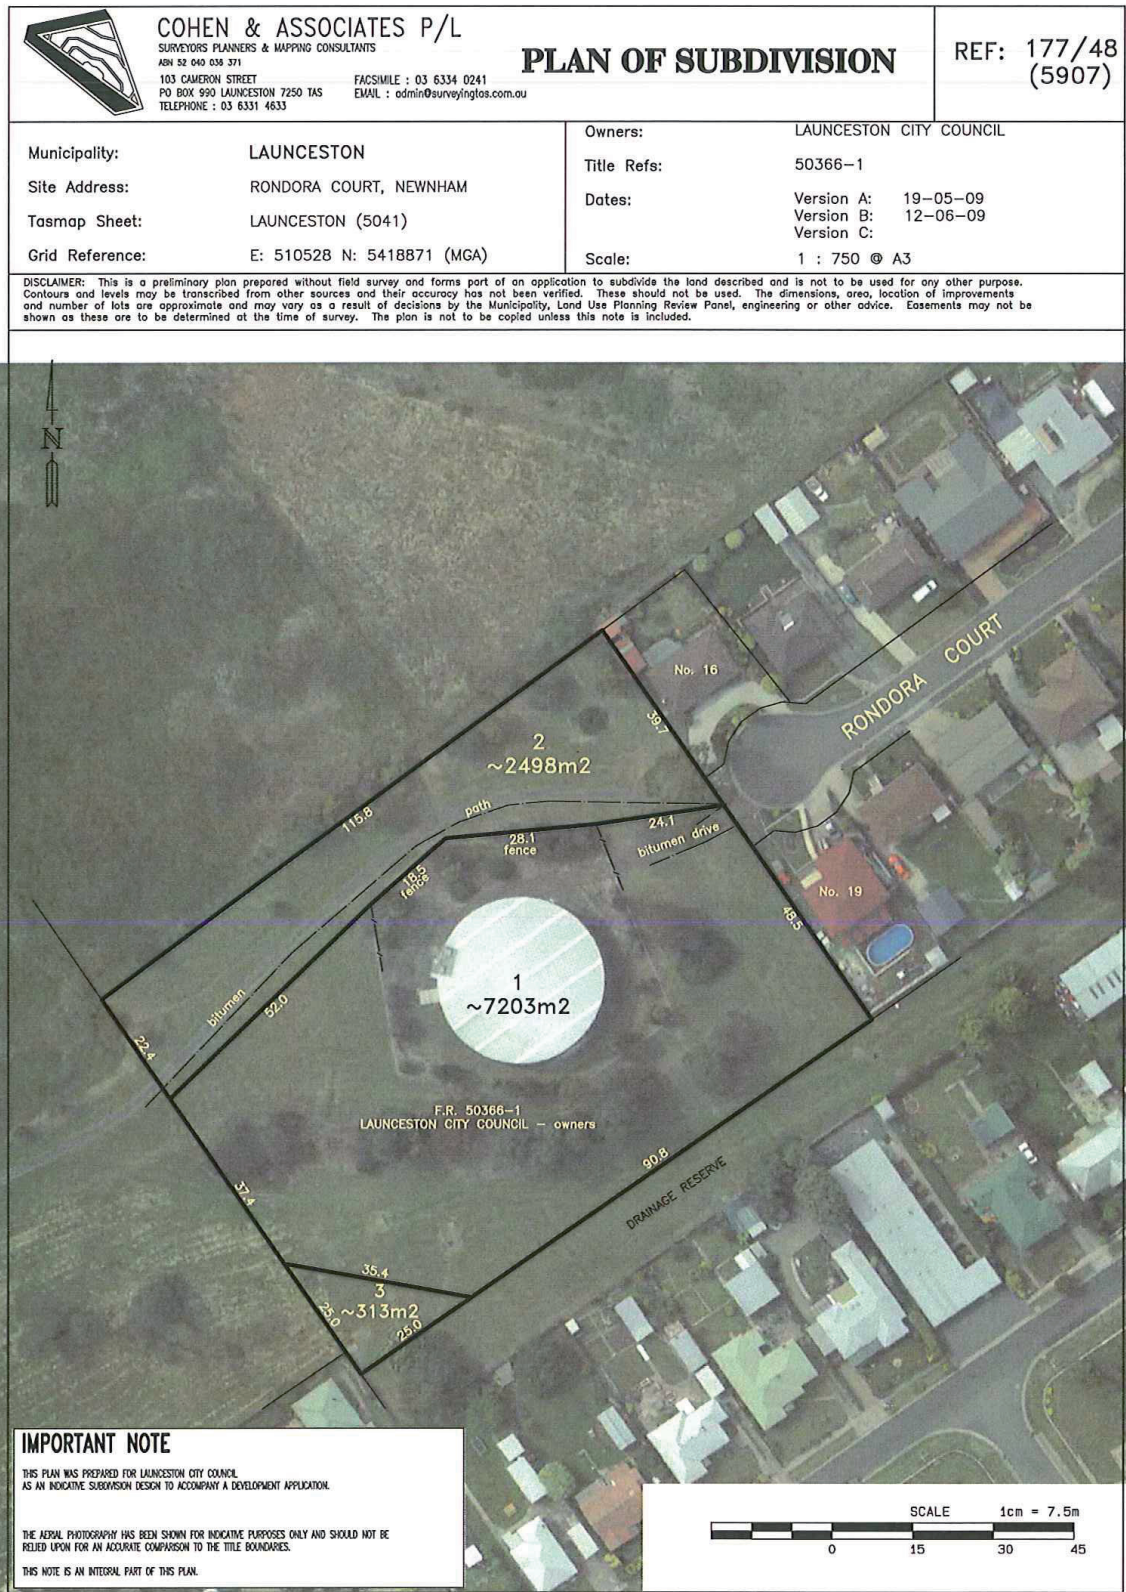 COHEN & ASSOCIATES P/L
SURVEYORS PLANNERS & MAPPING CONSULTANTS
ABN 52 040 036 371
103 CAMERON STREET
PO BOX 990 LAUNCESTON 7250 TAS
TELEPHONE : 03 6331 4633
FACSIMILE : 03 6334 0241
EMAIL : admin@surveyingtas.com.au
PLAN OF SUBDIVISION
REF: 177/48
(5907)
Municipality: LAUNCESTON
Site Address: RONDORA COURT, NEWNHAM
Tasmap Sheet: LAUNCESTON (5041)
Grid Reference: E: 510528 N: 5418871 (MGA)
Owners: LAUNCESTON CITY COUNCIL
Title Refs: 50366-1
Dates: Version A: 19-05-09
Version B: 12-06-09
Version C:
Scale: 1 : 750 @ A3
DISCLAIMER: This is a preliminary plan prepared without field survey and forms part of an application to subdivide the land described and is not to be used for any other purpose.
Contours and levels may be transcribed from other sources and their accuracy has not been verified. These should not be used. The dimensions, area, location of improvements
and number of lots are approximate and may vary as a result of decisions by the Municipality, Land Use Planning Review Panel, engineering or other advice. Easements may not be
shown as these are to be determined at the time of survey. The plan is not to be copied unless this note is included.
N
No. 16
RONDORA COURT
39.7
2
~2498m2
115.8
path
28.1
fence
24.1
bitumen drive
18.5
fence
No. 19
48.5
1
~7203m2
bitumen
52.0
22.4
F.R. 50366-1
LAUNCESTON CITY COUNCIL - owners
90.8
DRAINAGE RESERVE
37.4
35.4
3
~313m2
25.0
25.0
IMPORTANT NOTE
THIS PLAN WAS PREPARED FOR LAUNCESTON CITY COUNCIL
AS AN INDICATIVE SUBDIVISION DESIGN TO ACCOMPANY A DEVELOPMENT APPLICATION.
THE AERIAL PHOTOGRAPHY HAS BEEN SHOWN FOR INDICATIVE PURPOSES ONLY AND SHOULD NOT BE
RELIED UPON FOR AN ACCURATE COMPARISON TO THE TITLE BOUNDARIES.
THIS NOTE IS AN INTEGRAL PART OF THIS PLAN.
SCALE 1cm = 7.5m
0 15 30 45